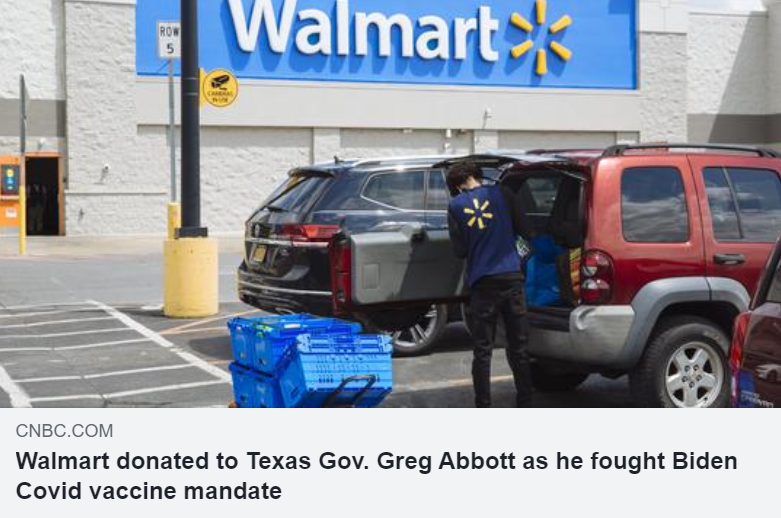 Walmart
ROW
5
CAMERAS
IN USE
CNBC.COM
Walmart donated to Texas Gov. Greg Abbott as he fought Biden
Covid vaccine mandate